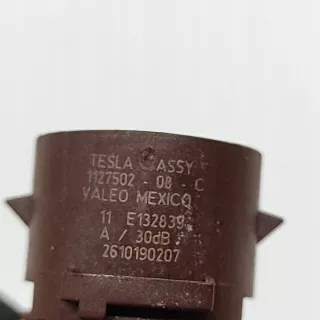 TESLA ASSY
1127502 - 08 - C
VALEO MEXICO
11 E132839
A / 30dB
2610190207